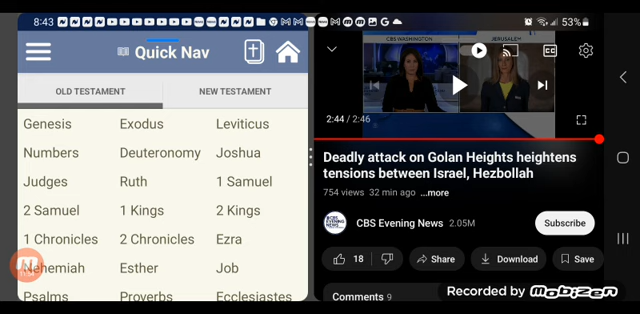 8:43
53%
Quick Nav
OLD TESTAMENT
NEW TESTAMENT
Genesis
Exodus
Leviticus
Numbers
Deuteronomy
Joshua
Judges
Ruth
1 Samuel
2 Samuel
1 Kings
2 Kings
1 Chronicles
2 Chronicles
Ezra
Nehemiah
Esther
Job
Psalms
Proverbs
Ecclesiastes
CBS WASHINGTON
JERUSALEM
CC
2:44 / 2:46
Deadly attack on Golan Heights heightens
tensions between Israel, Hezbollah
754 views 32 min ago ...more
CBS Evening News 2.05M
Subscribe
18
Share
Download
Save
Comments 9
Recorded by
Mobizen